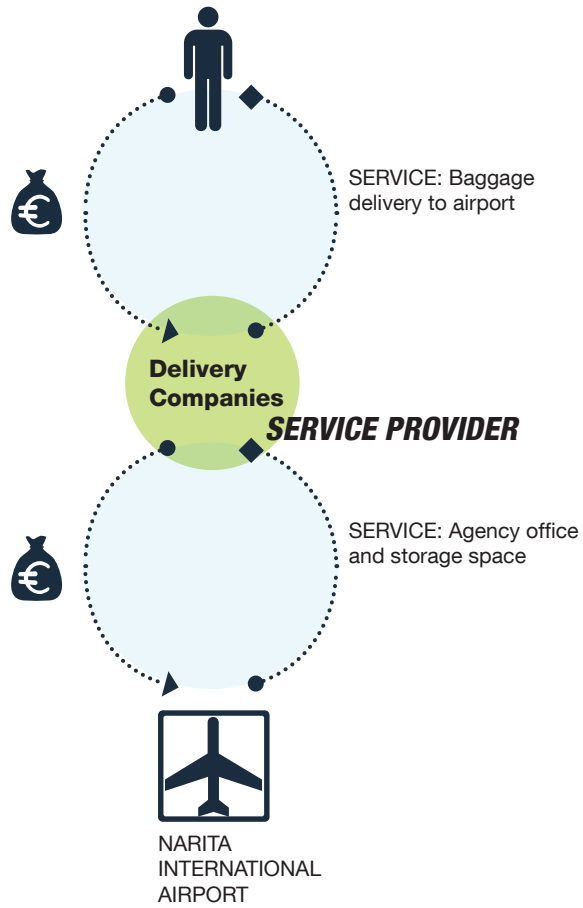 SERVICE: Baggage
delivery to airport
€
Delivery
Companies
SERVICE PROVIDER
SERVICE: Agency office
and storage space
€
NARITA
INTERNATIONAL
AIRPORT